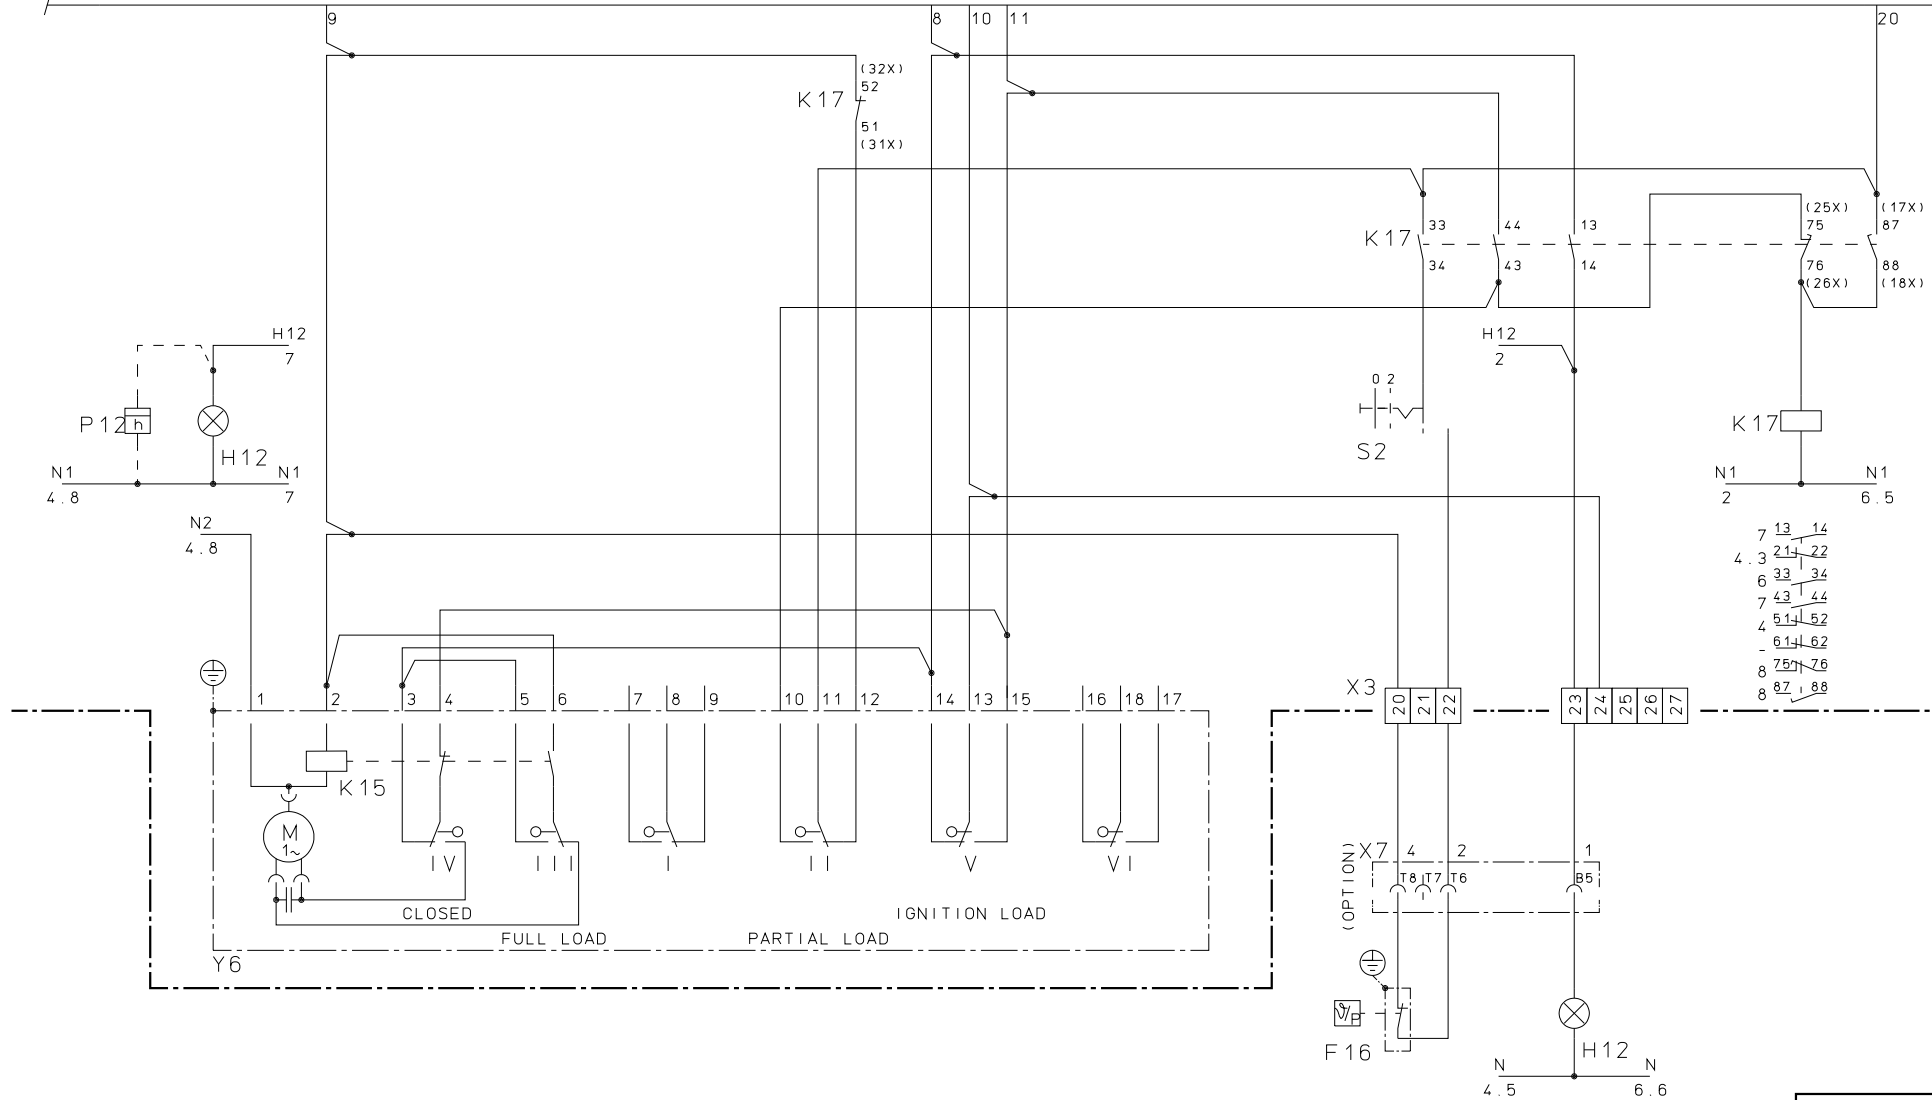 9 8 10 11 20
(32X)
52
K17
51
(31X)
(25X) (17X)
33 44 13 75 87
K17
34 43 14 76 88
(26X) (18X)
H12
7
H12
2
0 2
P12 h
H12
S2
K17
N1 N1
4.8 7
N1 N1
2 6.5
N2
4.8
7 13 14
4.3 21 22
6 33 34
7 43 44
4 51 52
- 61 62
8 75 76
8 87 88
X3
1 2 3 4 5 6 7 8 9 10 11 12 14 13 15 16 18 17
20 21 22 23 24 25 26 27
K15
M
1~
IV III I II V VI
(OPTION) X7 4 2 1
T8 T7 T6 B5
CLOSED IGNITION LOAD
FULL LOAD PARTIAL LOAD
Y6
ϑ/P
F16
H12
N N
4.5 6.6